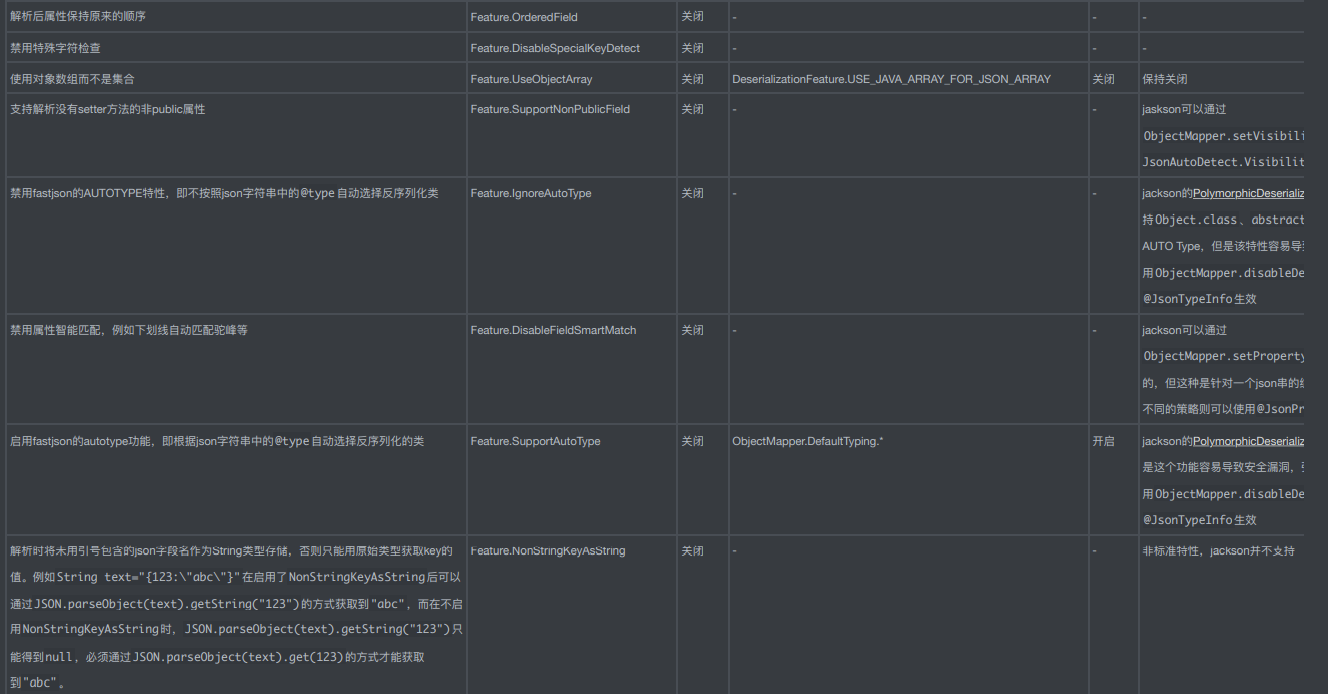 解析后属性保持原来的顺序 Feature.OrderedField 关闭 - - -
禁用特殊字符检查 Feature.DisableSpecialKeyDetect 关闭 - - -
使用对象数组而不是集合 Feature.UseObjectArray 关闭 DeserializationFeature.USE_JAVA_ARRAY_FOR_JSON_ARRAY 关闭 保持关闭
支持解析没有setter方法的非public属性 Feature.SupportNonPublicField 关闭 - - jaskson可以通过
ObjectMapper.setVisibili
JsonAutoDetect.Visibilit
禁用fastjson的AUTOTYPE特性，即不按照json字符串中的@type自动选择反序列化类 Feature.IgnoreAutoType 关闭 - - jackson的PolymorphicDeserializ
持Object.class、abstract
AUTO Type，但是该特性容易导致
用ObjectMapper.disableDe
@JsonTypeInfo生效
禁用属性智能匹配，例如下划线自动匹配驼峰等 Feature.DisableFieldSmartMatch 关闭 - - jackson可以通过
ObjectMapper.setProperty
的，但这种是针对一个json串的
不同的策略则可以使用@JsonPr
启用fastjson的autotype功能，即根据json字符串中的@type自动选择反序列化的类 Feature.SupportAutoType 关闭 ObjectMapper.DefaultTyping.* 开启 jackson的PolymorphicDeserializ
是这个功能容易导致安全漏洞，
用ObjectMapper.disableDe
@JsonTypeInfo生效
解析时将未用引号包含的json字段名作为String类型存储，否则只能用原始类型获取key的 Feature.NonStringKeyAsString 关闭 - - 非标准特性，jackson并不支持
值。例如String text="{123:\"abc\"}"在启用了NonStringKeyAsString后可以
通过JSON.parseObject(text).getString("123")的方式获取到"abc"，而在不启
用NonStringKeyAsString时，JSON.parseObject(text).getString("123")只
能得到null，必须通过JSON.parseObject(text).get(123)的方式才能获取
到"abc"。